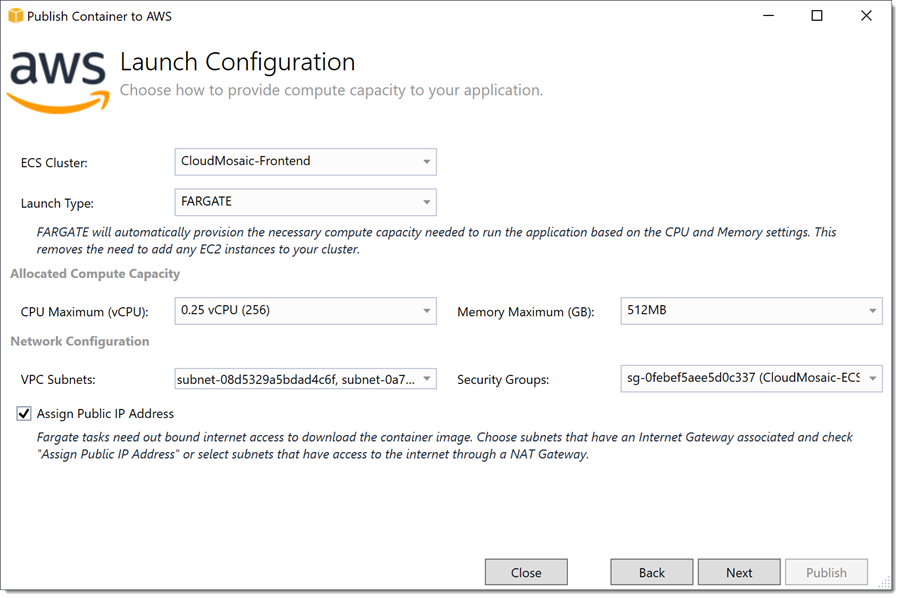 Publish Container to AWS
aws
Launch Configuration
Choose how to provide compute capacity to your application.
ECS Cluster:
CloudMosaic-Frontend
Launch Type:
FARGATE
FARGATE will automatically provision the necessary compute capacity needed to run the application based on the CPU and Memory settings. This
removes the need to add any EC2 instances to your cluster.
Allocated Compute Capacity
CPU Maximum (vCPU):
0.25 vCPU (256)
Memory Maximum (GB):
512MB
Network Configuration
VPC Subnets:
subnet-08d5329a5bdad4c6f, subnet-0a7...
Security Groups:
sg-0febef5aee5d0c337 (CloudMosaic-ECS
Assign Public IP Address
Fargate tasks need out bound internet access to download the container image. Choose subnets that have an Internet Gateway associated and check
"Assign Public IP Address" or select subnets that have access to the internet through a NAT Gateway.
Close
Back
Next
Publish